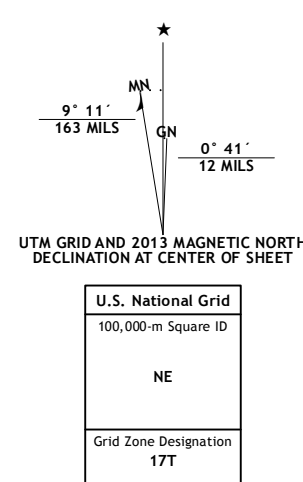 ★
MN
9° 11´
163 MILS
GN
0° 41´
12 MILS
UTM GRID AND 2013 MAGNETIC NORTH
DECLINATION AT CENTER OF SHEET
U.S. National Grid
100,000-m Square ID
NE
Grid Zone Designation
17T